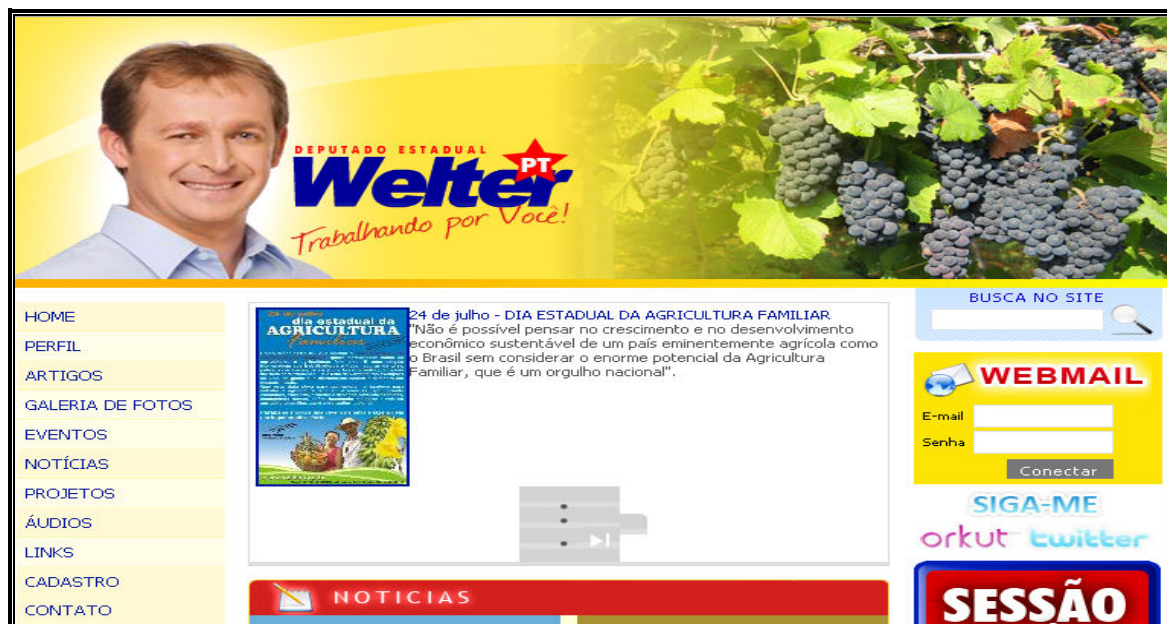 DEPUTADO ESTADUAL
PT
Welter
Trabalhando por Você!
HOME
PERFIL
ARTIGOS
GALERIA DE FOTOS
EVENTOS
NOTÍCIAS
PROJETOS
ÁUDIOS
LINKS
CADASTRO
CONTATO
24 de julho
dia estadual da
AGRICULTURA
Familiar
24 de julho - DIA ESTADUAL DA AGRICULTURA FAMILIAR
"Não é possível pensar no crescimento e no desenvolvimento
econômico sustentável de um país eminentemente agrícola como
o Brasil sem considerar o enorme potencial da Agricultura
Familiar, que é um orgulho nacional".
NOTICIAS
BUSCA NO SITE
WEBMAIL
E-mail
Senha
Conectar
SIGA-ME
orkut twitter
SESSÃO